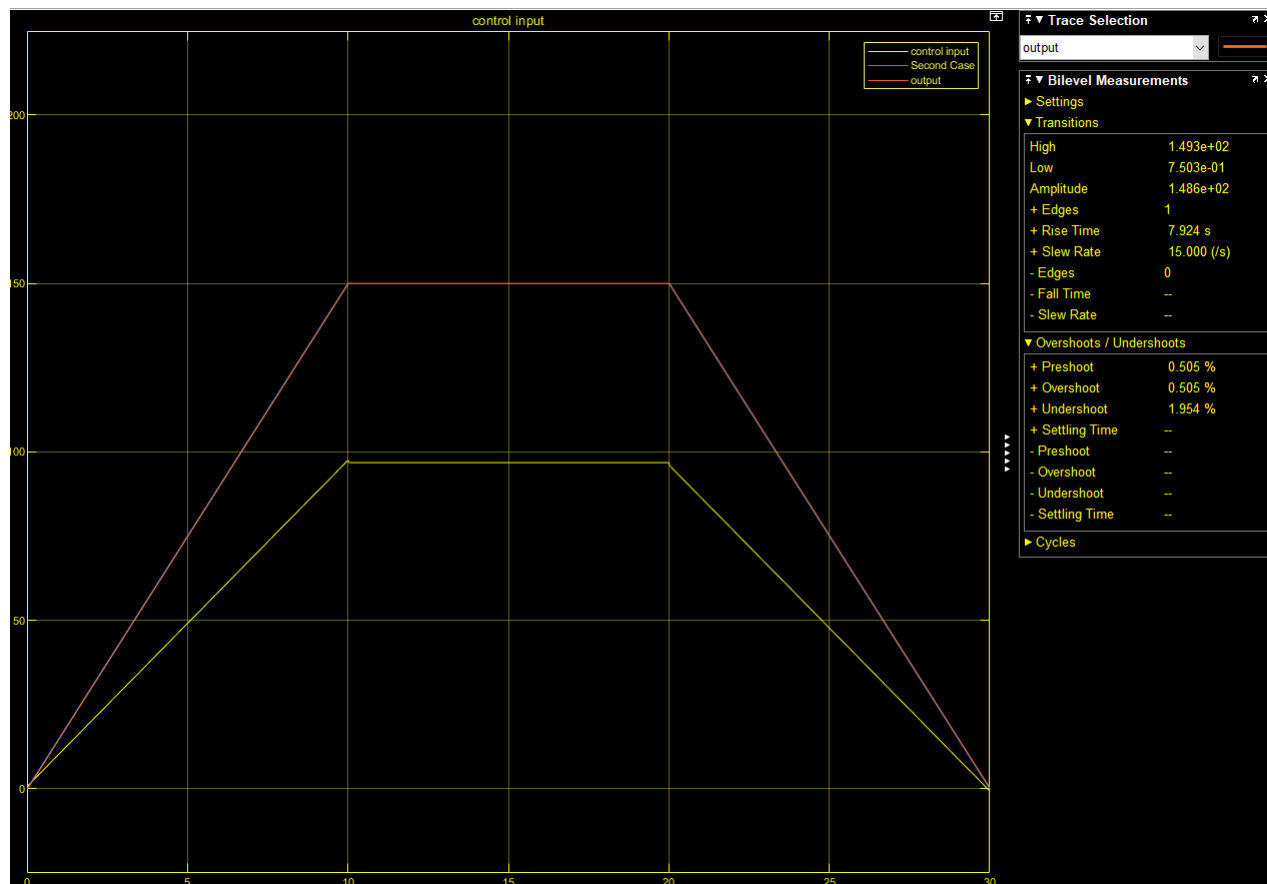 control input
control input
Second Case
output
200
150
100
50
0
0 5 10 15 20 25 30
Trace Selection
output
Bilevel Measurements
Settings
Transitions
High 1.493e+02
Low 7.503e-01
Amplitude 1.486e+02
+ Edges 1
+ Rise Time 7.924 s
+ Slew Rate 15.000 (/s)
- Edges 0
- Fall Time --
- Slew Rate --
Overshoots / Undershoots
+ Preshoot 0.505 %
+ Overshoot 0.505 %
+ Undershoot 1.954 %
+ Settling Time --
- Preshoot --
- Overshoot --
- Undershoot --
- Settling Time --
Cycles